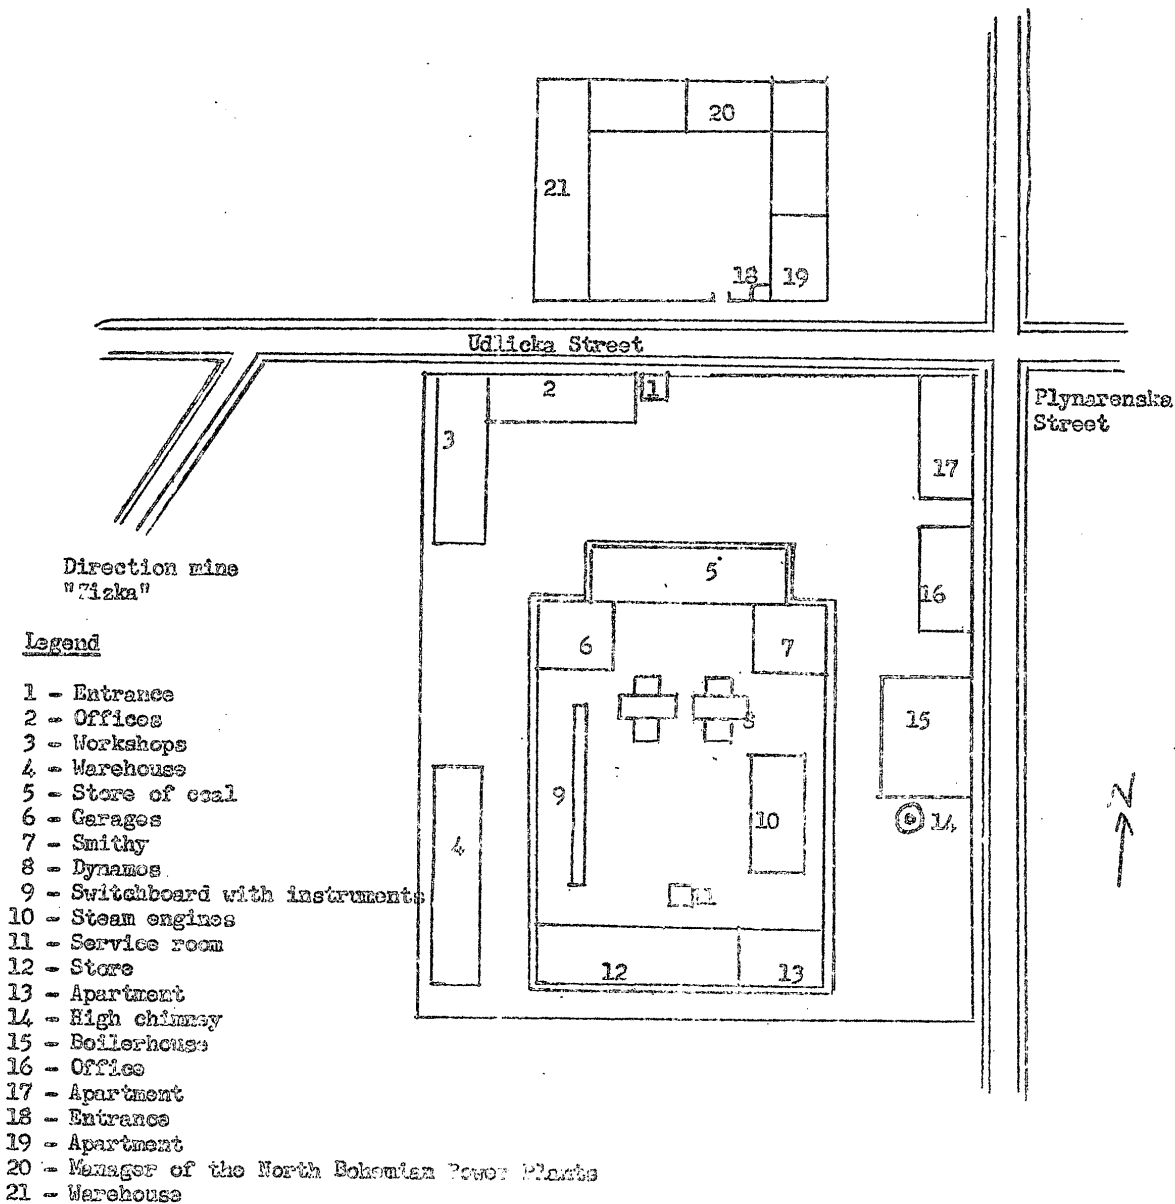 20
21
18
19
Udlicka Street
1
2
3
Plynarenska
Street
17
Direction mine
"Zizka"
5
16
6
7
8
15
9
10
14
4
11
12
13
N
Legend
1 - Entrance
2 - Offices
3 - Workshops
4 - Warehouse
5 - Store of coal
6 - Garages
7 - Smithy
8 - Dynamos
9 - Switchboard with instruments
10 - Steam engines
11 - Service room
12 - Store
13 - Apartment
14 - High chimney
15 - Boilerhouse
16 - Office
17 - Apartment
18 - Entrance
19 - Apartment
20 - Manager of the North Bohemian Power Plants
21 - Warehouse